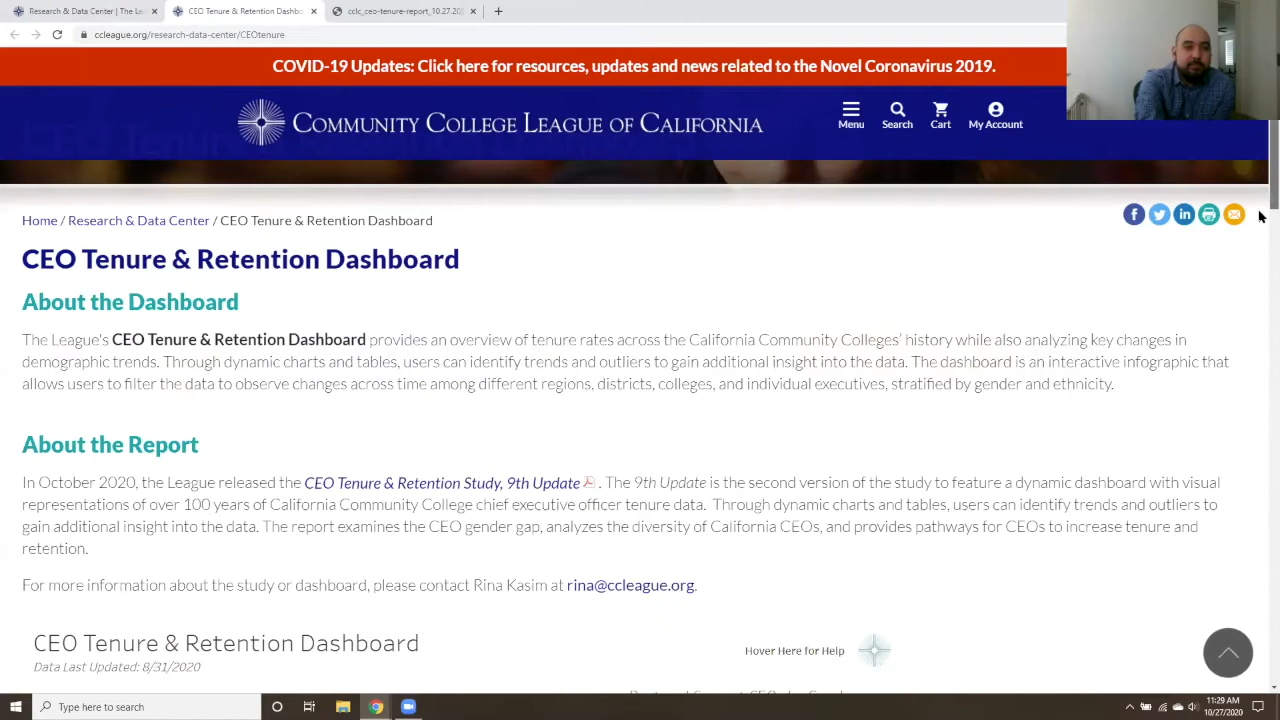 Research & Data Center | The Le
CEO Tenure & Retention Dashbo
cclc_ceo-tenure-report_10.27.202
ccleague.org/research-data-center/CEOtenure
COVID-19 Updates: Click here for resources, updates and news related to the Novel Coronavirus 2019.
COMMUNITY COLLEGE LEAGUE OF CALIFORNIA
Menu Search Cart My Account
Home / Research & Data Center / CEO Tenure & Retention Dashboard
CEO Tenure & Retention Dashboard
About the Dashboard
The League's CEO Tenure & Retention Dashboard provides an overview of tenure rates across the California Community Colleges' history while also analyzing key changes in
demographic trends. Through dynamic charts and tables, users can identify trends and outliers to gain additional insight into the data. The dashboard is an interactive infographic that
allows users to filter the data to observe changes across time among different regions, districts, colleges, and individual executives, stratified by gender and ethnicity.
About the Report
In October 2020, the League released the CEO Tenure & Retention Study, 9th Update . The 9th Update is the second version of the study to feature a dynamic dashboard with visual
representations of over 100 years of California Community College chief executive officer tenure data. Through dynamic charts and tables, users can identify trends and outliers to
gain additional insight into the data. The report examines the CEO gender gap, analyzes the diversity of California CEOs, and provides pathways for CEOs to increase tenure and
retention.
For more information about the study or dashboard, please contact Rina Kasim at rina@ccleague.org.
CEO Tenure & Retention Dashboard
Hover Here for Help
Data Last Updated: 8/31/2020
Type here to search
11:29 AM
10/27/2020